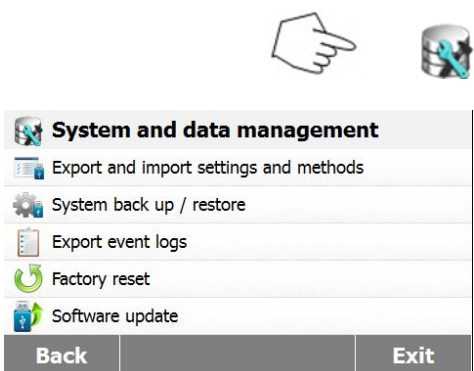 System and data management
Export and import settings and methods
System back up / restore
Export event logs
Factory reset
Software update
Back
Exit